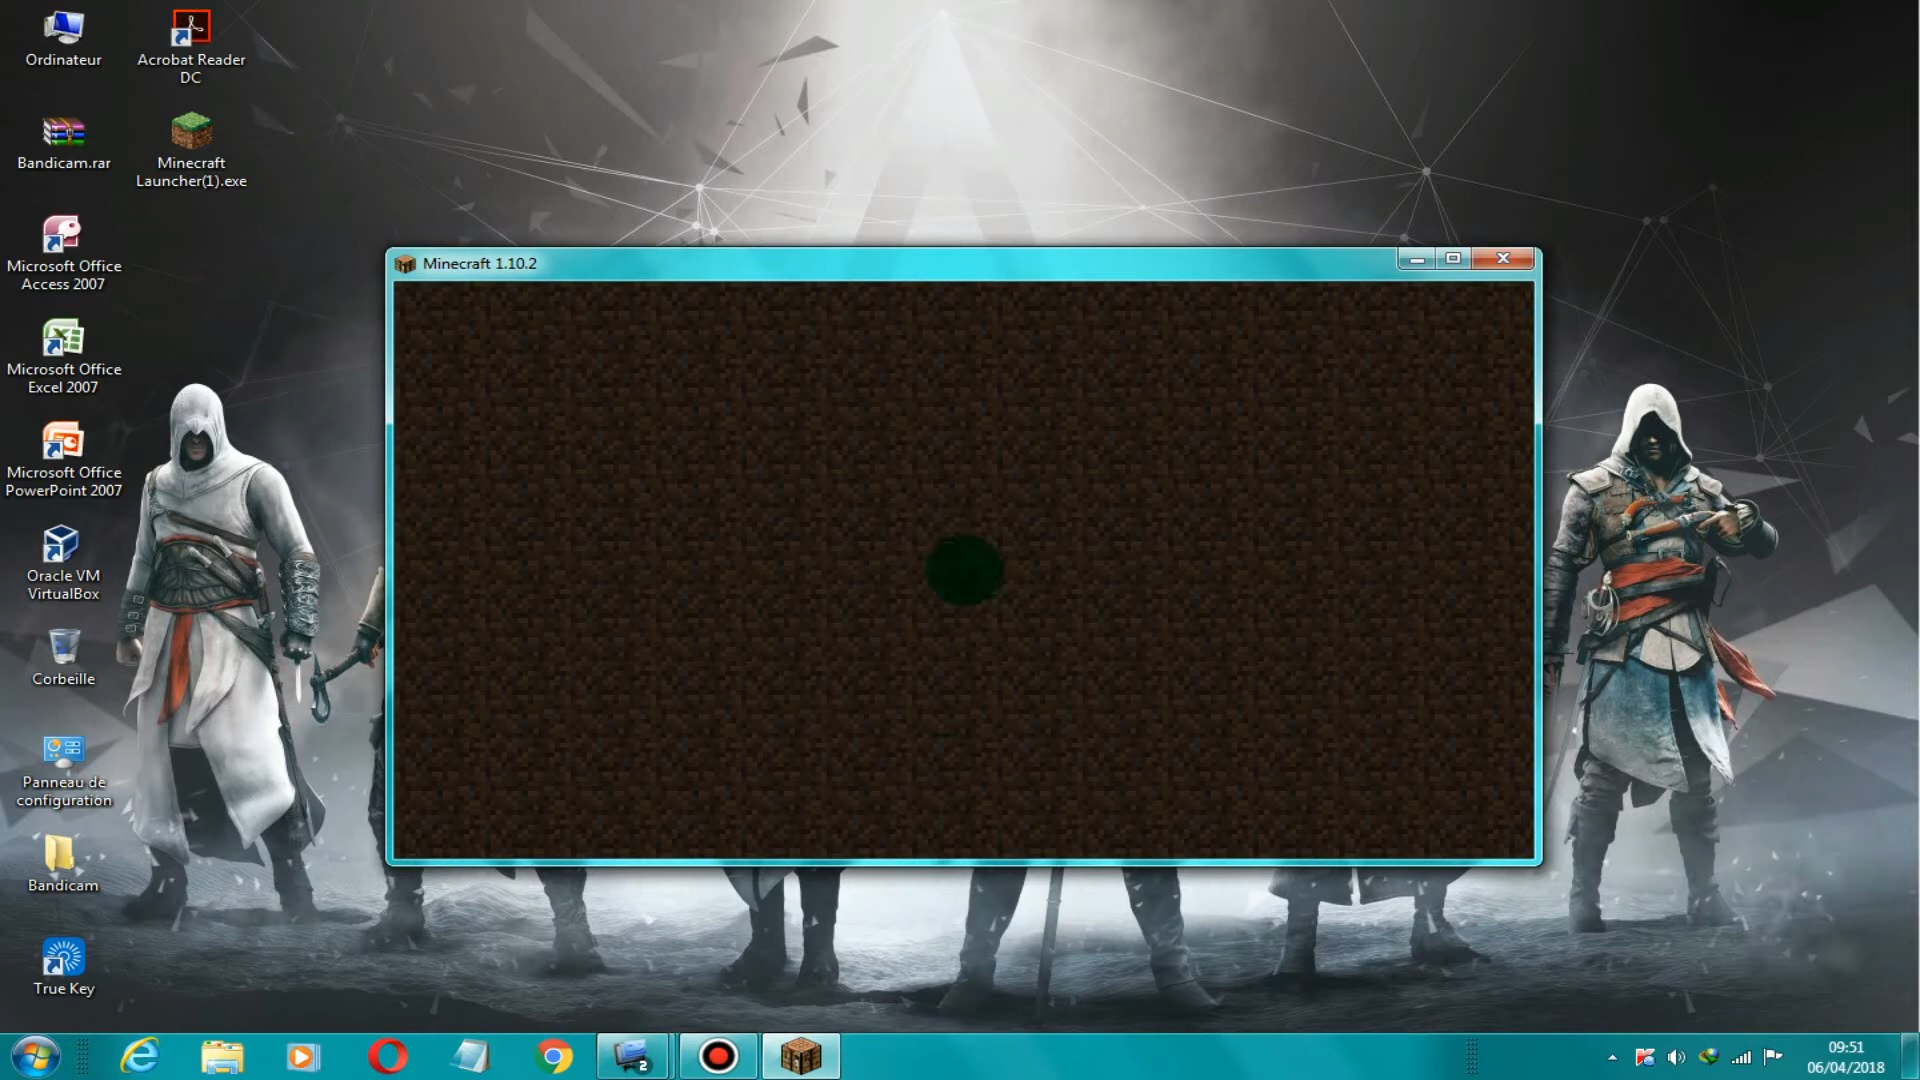 Ordinateur
Acrobat Reader
DC
Bandicam.rar
Minecraft
Launcher(1).exe
Microsoft Office
Access 2007
Microsoft Office
Excel 2007
Microsoft Office
PowerPoint 2007
Oracle VM
VirtualBox
Corbeille
Panneau de
configuration
Bandicam
True Key
Minecraft 1.10.2
2
09:51
06/04/2018